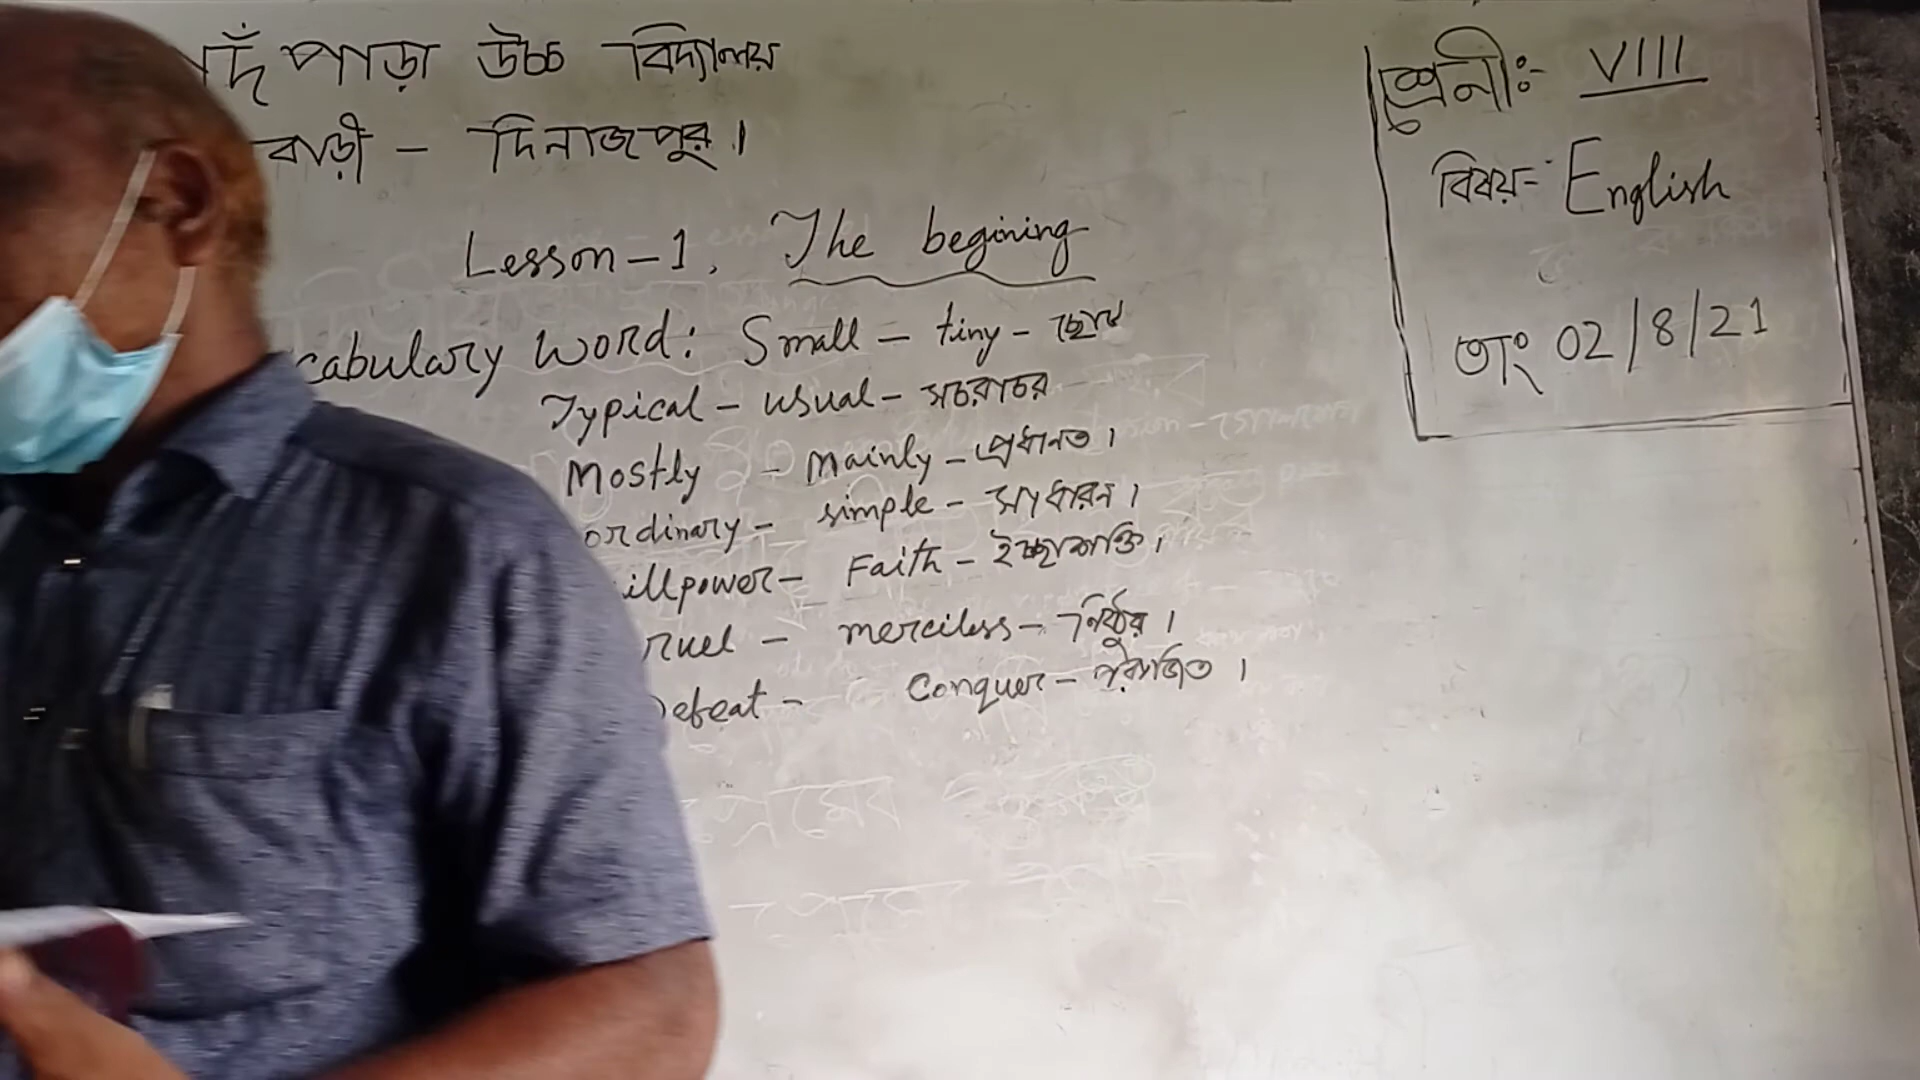 পাড়া উচ্চ বিদ্যালয়
বাড়ী - দিনাজপুর।
Lesson-1, The begining
cabulary Word: Small - tiny - ছোট
Typical - usual - সচরাচর
Mostly - Mainly - প্রধানত।
ordinary - simple - সাধারন।
illpower - Faith - ইচ্ছাশক্তি।
ruel - merciless - নিষ্ঠুর।
efeat - Conquer - পরাজিত।
শ্রেনীঃ- VIII
বিষয়:- English
তাং 02/8/21